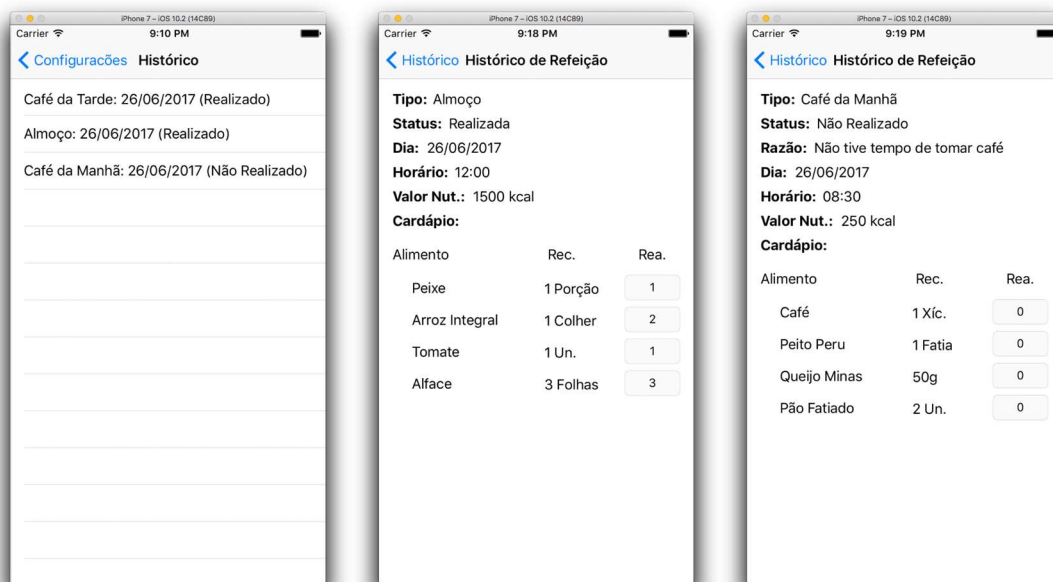 iPhone 7 – iOS 10.2 (14C89)
Carrier 9:10 PM
Configuracões Histórico
Café da Tarde: 26/06/2017 (Realizado)
Almoço: 26/06/2017 (Realizado)
Café da Manhã: 26/06/2017 (Não Realizado)
iPhone 7 – iOS 10.2 (14C89)
Carrier 9:18 PM
Histórico Histórico de Refeição
Tipo: Almoço
Status: Realizada
Dia: 26/06/2017
Horário: 12:00
Valor Nut.: 1500 kcal
Cardápio:
Alimento Rec. Rea.
Peixe 1 Porção 1
Arroz Integral 1 Colher 2
Tomate 1 Un. 1
Alface 3 Folhas 3
iPhone 7 – iOS 10.2 (14C89)
Carrier 9:19 PM
Histórico Histórico de Refeição
Tipo: Café da Manhã
Status: Não Realizado
Razão: Não tive tempo de tomar café
Dia: 26/06/2017
Horário: 08:30
Valor Nut.: 250 kcal
Cardápio:
Alimento Rec. Rea.
Café 1 Xíc. 0
Peito Peru 1 Fatia 0
Queijo Minas 50g 0
Pão Fatiado 2 Un. 0